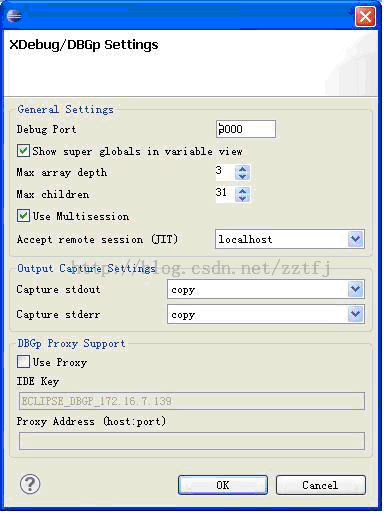 XDebug/DBGp Settings
General Settings
Debug Port 9000
Show super globals in variable view
Max array depth 3
Max children 31
Use Multisession
Accept remote session (JIT) localhost
http://blog.csdn.net/zztfj
Output Capture Settings
Capture stdout copy
Capture stderr copy
DBGp Proxy Support
Use Proxy
IDE Key
ECLIPSE_DBGP_172.16.7.139
Proxy Address (host:port)
? OK Cancel